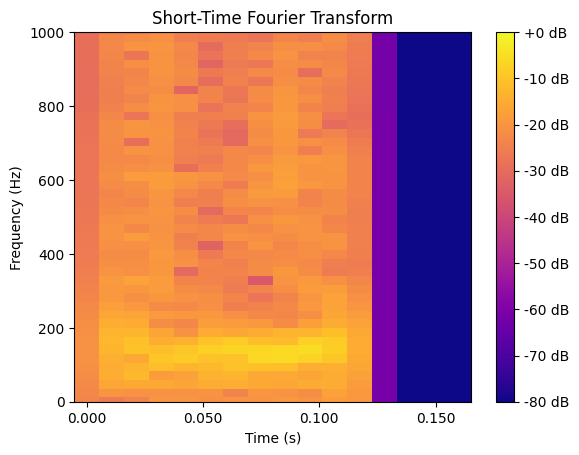 Short-Time Fourier Transform
1000
800
600
400
200
0
Frequency (Hz)
0.000
0.050
0.100
0.150
Time (s)
+0 dB
-10 dB
-20 dB
-30 dB
-40 dB
-50 dB
-60 dB
-70 dB
-80 dB